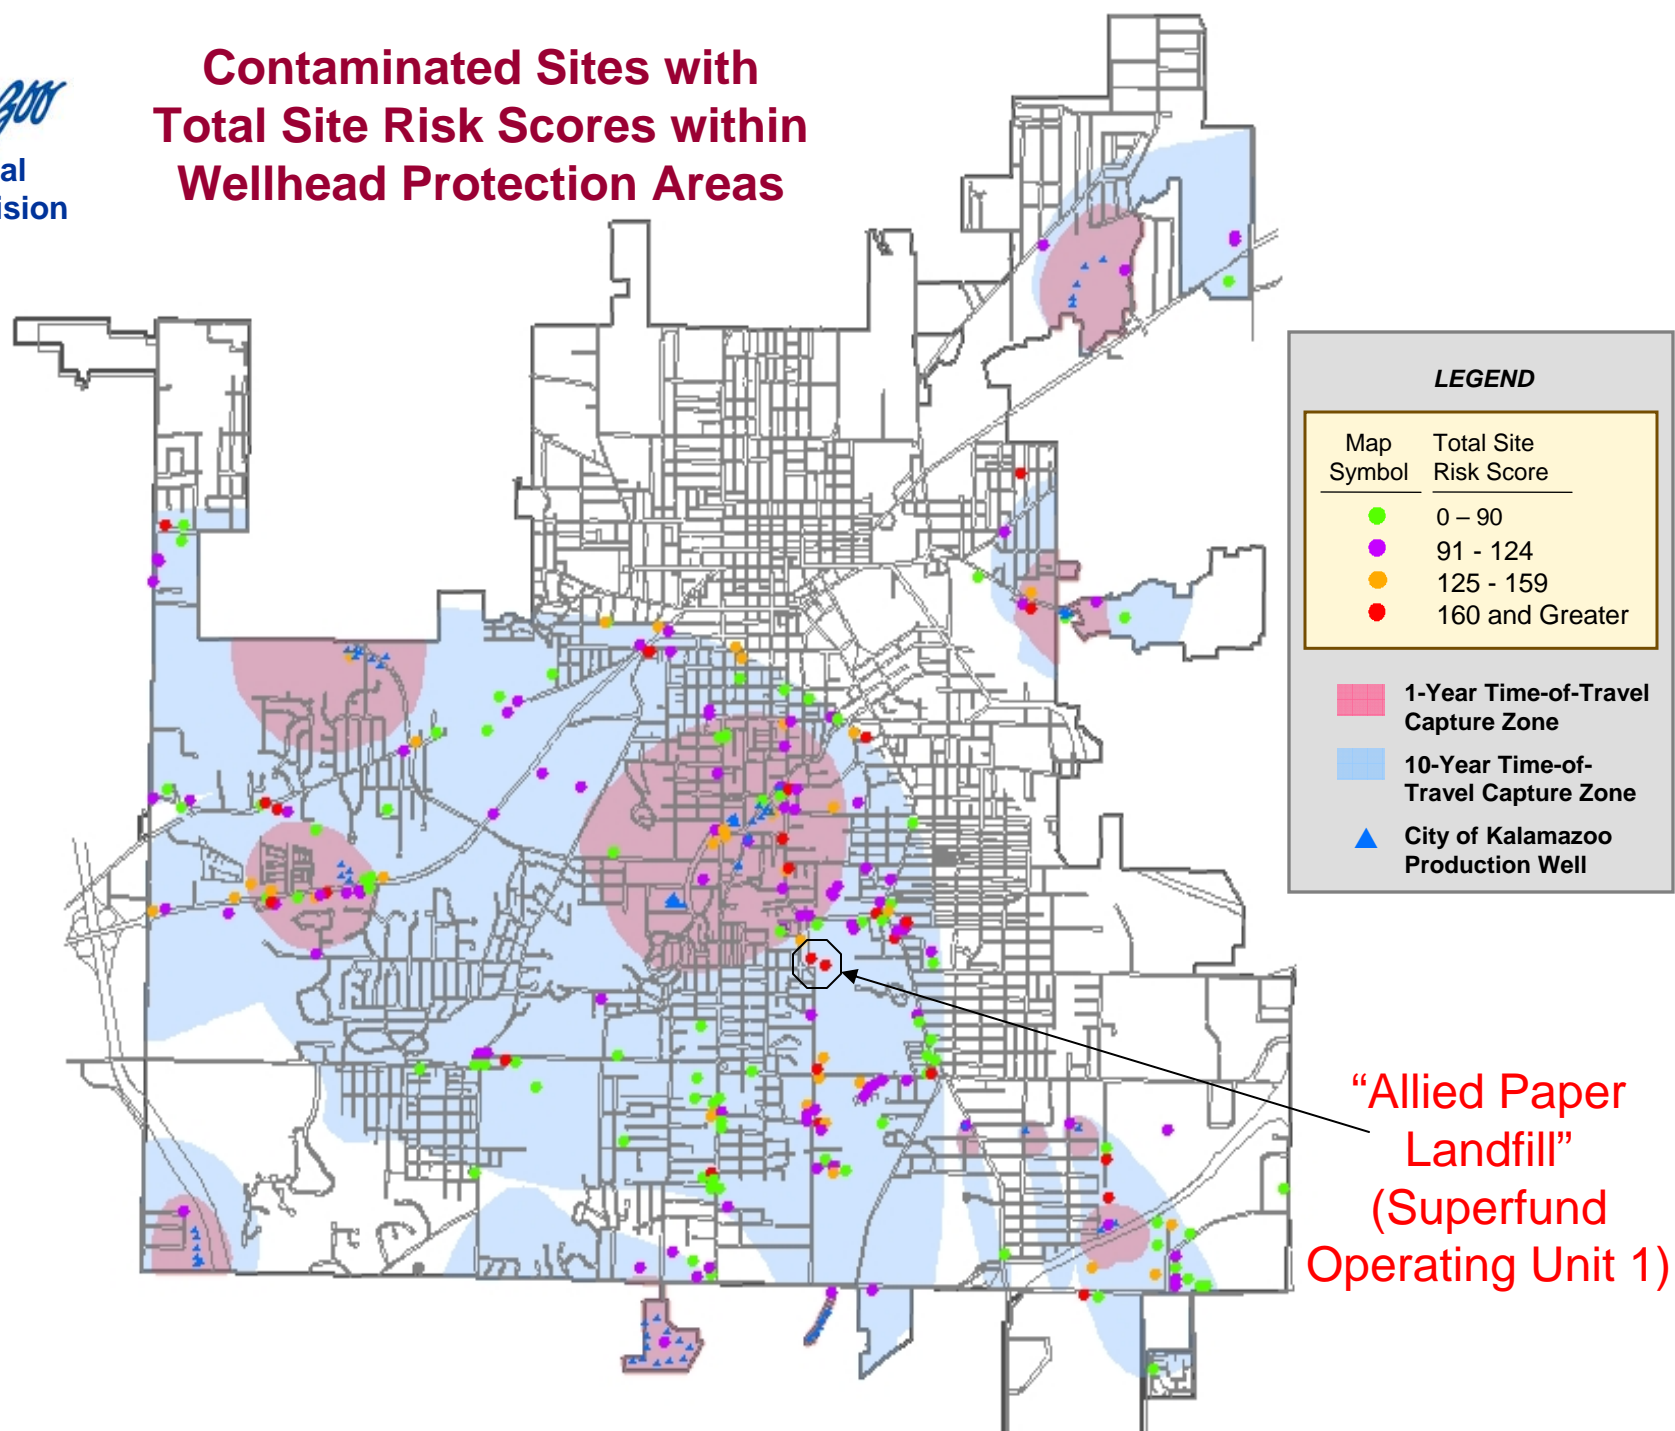 Contaminated Sites with
Total Site Risk Scores within
Wellhead Protection Areas
zoo
al
ision
LEGEND
Map Symbol
Total Site Risk Score
0 – 90
91 - 124
125 - 159
160 and Greater
1-Year Time-of-Travel
Capture Zone
10-Year Time-of-
Travel Capture Zone
City of Kalamazoo
Production Well
“Allied Paper
Landfill”
(Superfund
Operating Unit 1)